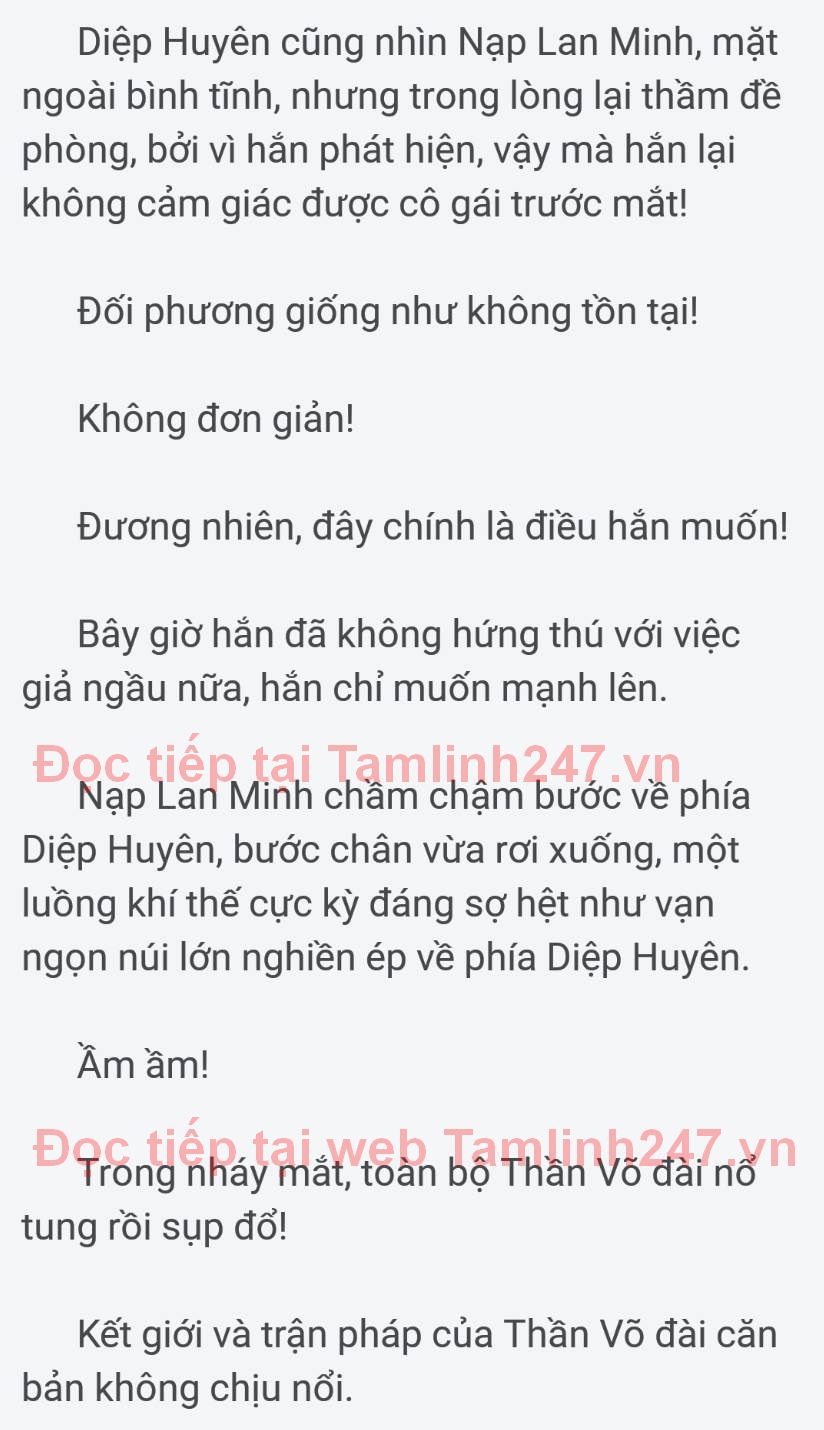 Diệp Huyên cũng nhìn Nạp Lan Minh, mặt
ngoài bình tĩnh, nhưng trong lòng lại thầm đề
phòng, bởi vì hắn phát hiện, vậy mà hắn lại
không cảm giác được cô gái trước mắt!
Đối phương giống như không tồn tại!
Không đơn giản!
Đương nhiên, đây chính là điều hắn muốn!
Bây giờ hắn đã không hứng thú với việc
giả ngầu nữa, hắn chỉ muốn mạnh lên.
Đọc tiếp tại Tamlinh247.vn
Nạp Lan Minh chầm chậm bước về phía
Diệp Huyên, bước chân vừa rơi xuống, một
luồng khí thế cực kỳ đáng sợ hệt như vạn
ngọn núi lớn nghiền ép về phía Diệp Huyên.
Ầm ầm!
Đọc tiếp tại web Tamlinh247.vn
Trong nháy mắt, toàn bộ Thần Võ đài nổ
tung rồi sụp đổ!
Kết giới và trận pháp của Thần Võ đài căn
bản không chịu nổi.